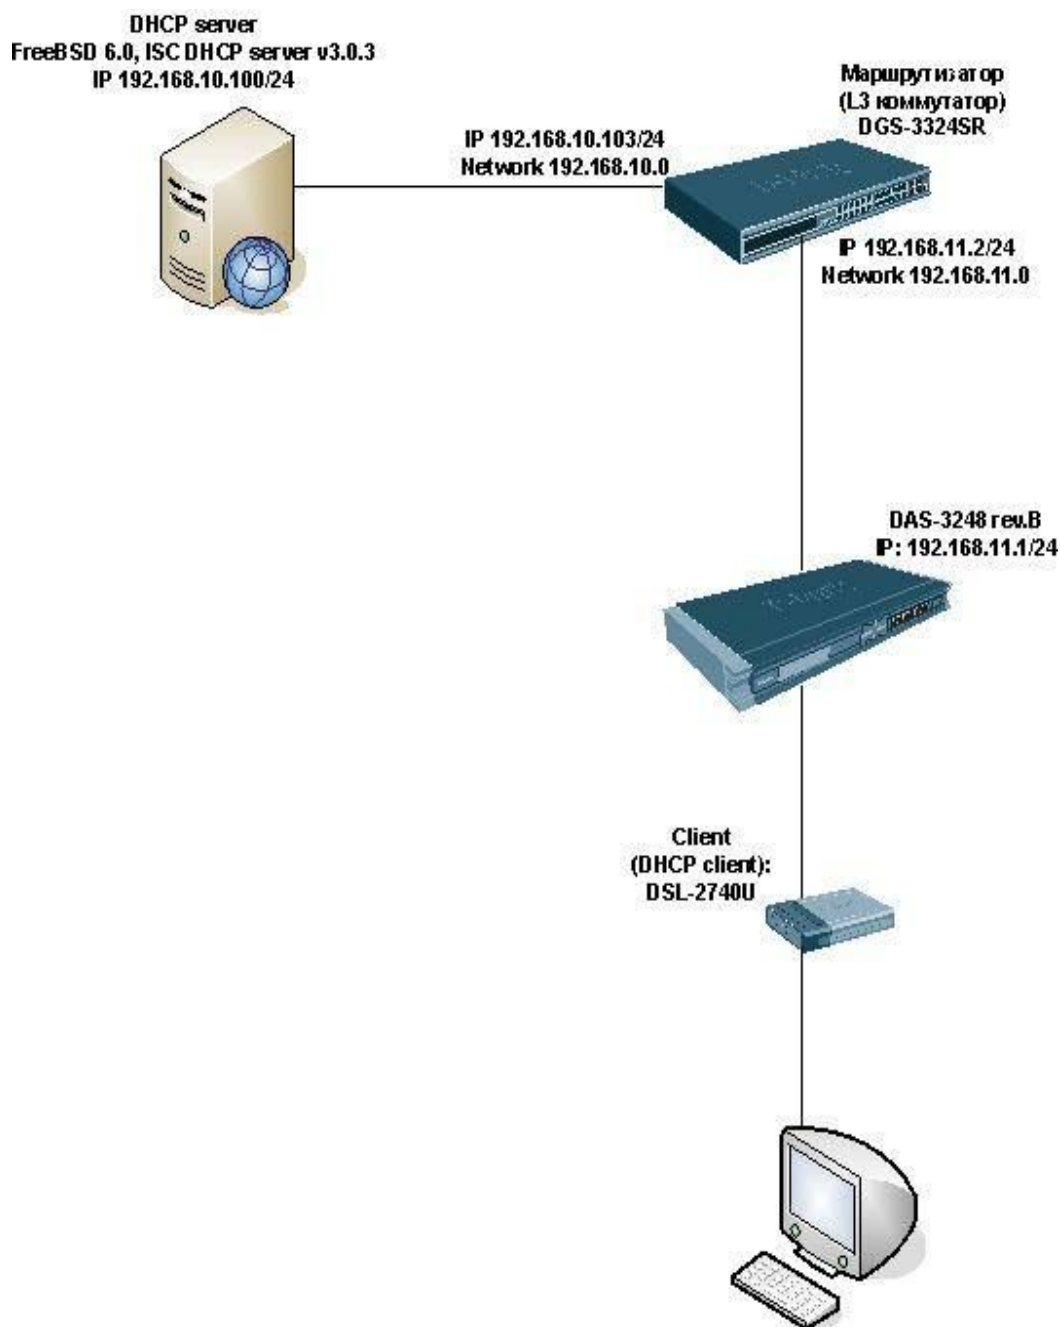 DHCP server
FreeBSD 6.0, ISC DHCP server v3.0.3
IP 192.168.10.100/24
Маршрутизатор
(L3 коммутатор)
DGS-3324SR
IP 192.168.10.103/24
Network 192.168.10.0
IP 192.168.11.2/24
Network 192.168.11.0
DAS-3248 rev.B
IP: 192.168.11.1/24
Client
(DHCP client):
DSL-2740U